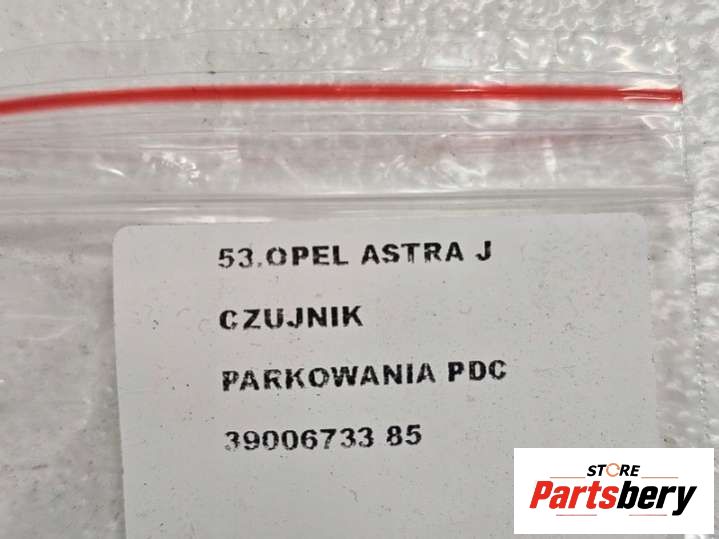 53.OPEL ASTRA J
CZUJNIK
PARKOWANIA PDC
39006733 85
STORE
Partsbery